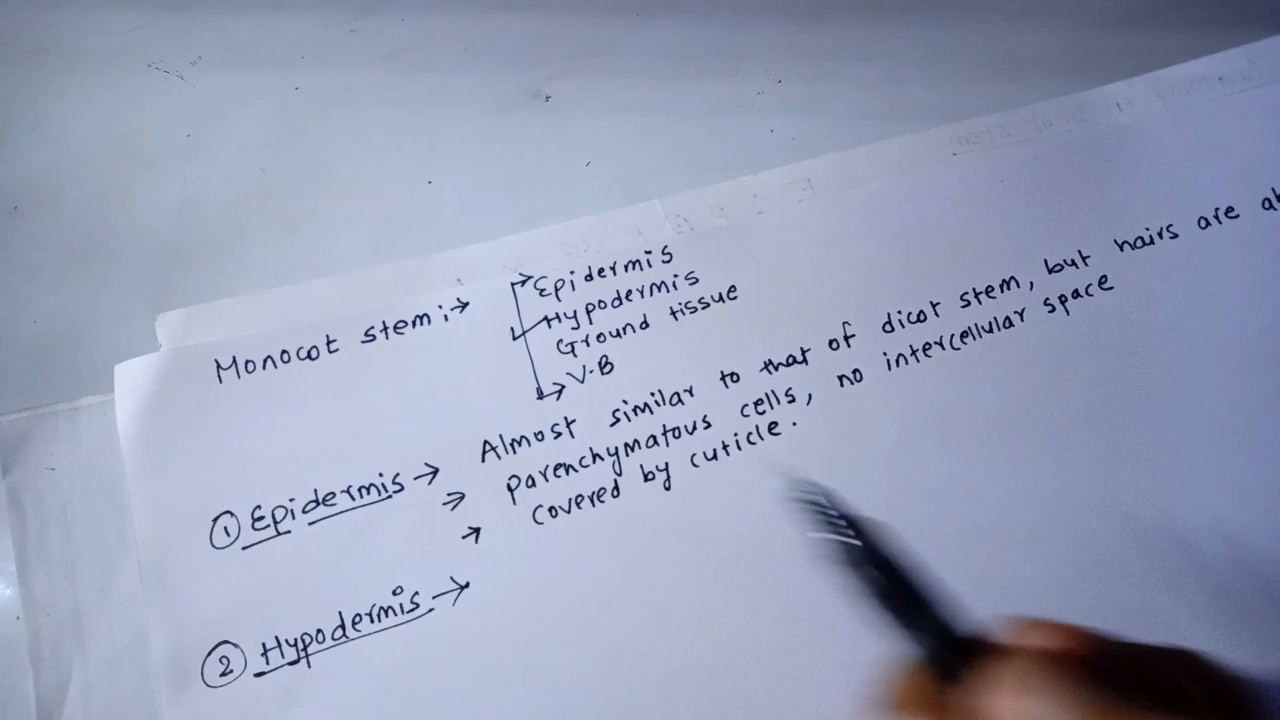 Monocot stem :→ Epidermis
Hypodermis
Ground tissue
V-B
① Epidermis → Almost similar to that of dicot stem, but hairs are
⇒ parenchymatous cells, no intercellular space
→ covered by cuticle.
② Hypodermis →